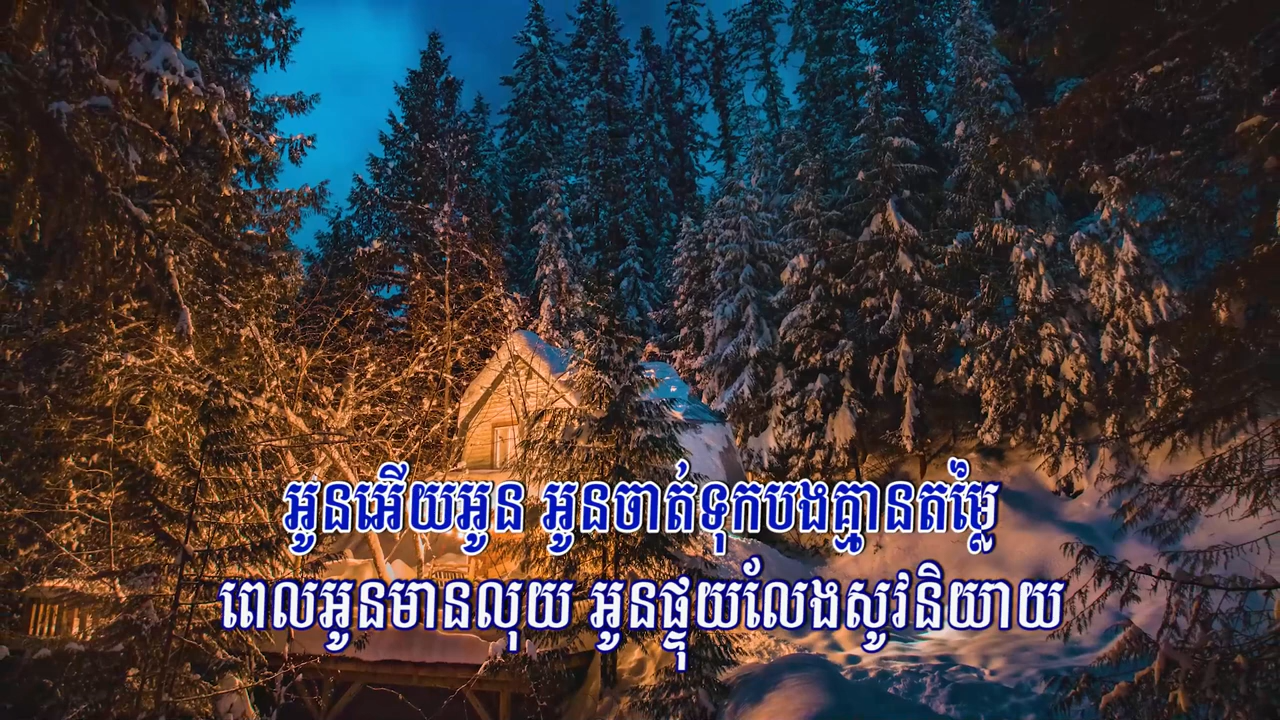 អូនអើយអូន អូនចាត់ទុកបងគ្មានតម្លៃ
ពេលអូនមានលុយ អូនផ្ទុយលែងសូវនិយាយ